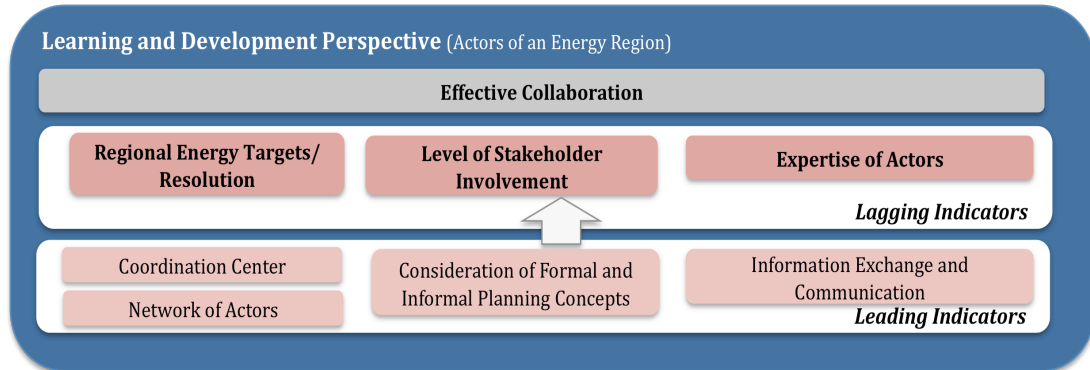 Learning and Development Perspective (Actors of an Energy Region)
Effective Collaboration
Regional Energy Targets/
Resolution
Level of Stakeholder
Involvement
Expertise of Actors
Lagging Indicators
Coordination Center
Network of Actors
Consideration of Formal and
Informal Planning Concepts
Information Exchange and
Communication
Leading Indicators